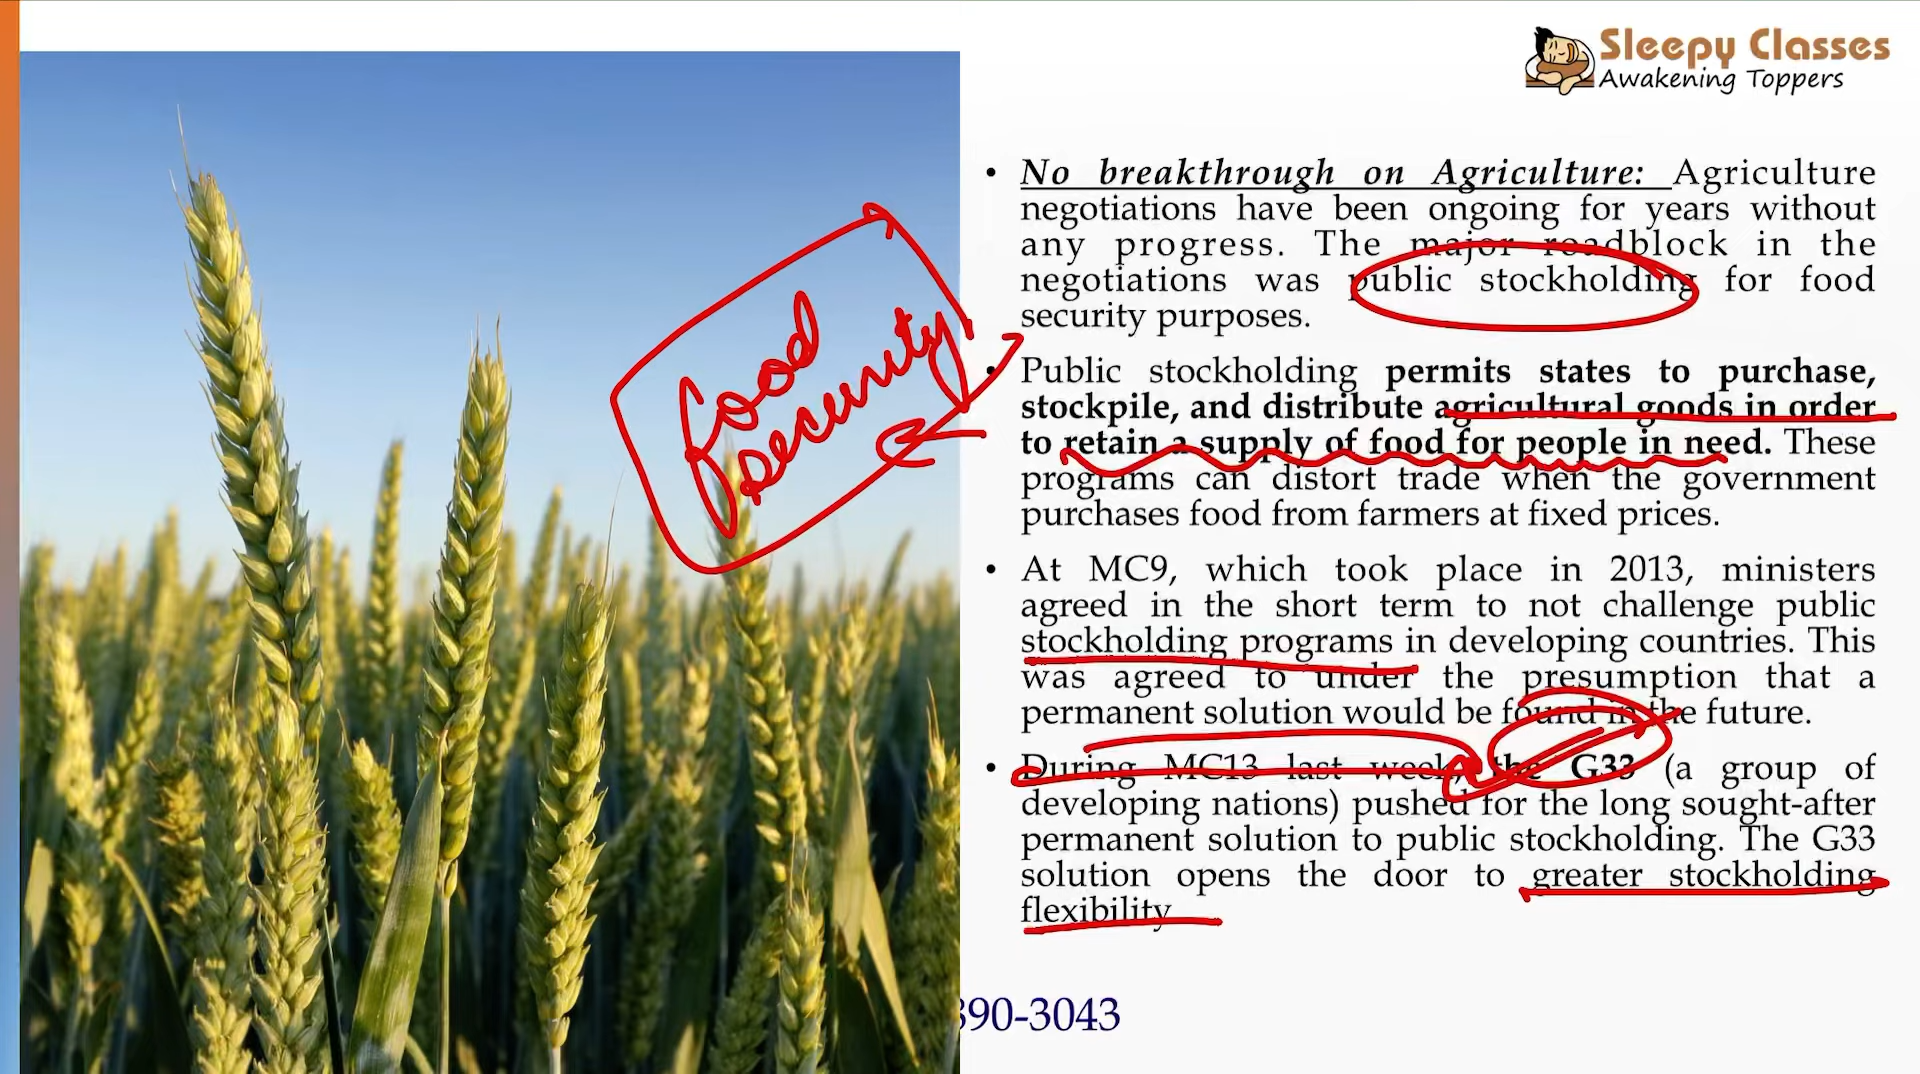 Sleepy Classes
Awakening Toppers
• No breakthrough on Agriculture: Agriculture
negotiations have been ongoing for years without
any progress. The major roadblock in the
negotiations was public stockholding for food
security purposes.
food
security
• Public stockholding permits states to purchase,
stockpile, and distribute agricultural goods in order
to retain a supply of food for people in need. These
programs can distort trade when the government
purchases food from farmers at fixed prices.
• At MC9, which took place in 2013, ministers
agreed in the short term to not challenge public
stockholding programs in developing countries. This
was agreed to under the presumption that a
permanent solution would be found in the future.
• During MC13 last week, the G33 (a group of
developing nations) pushed for the long sought-after
permanent solution to public stockholding. The G33
solution opens the door to greater stockholding
flexibility
390-3043